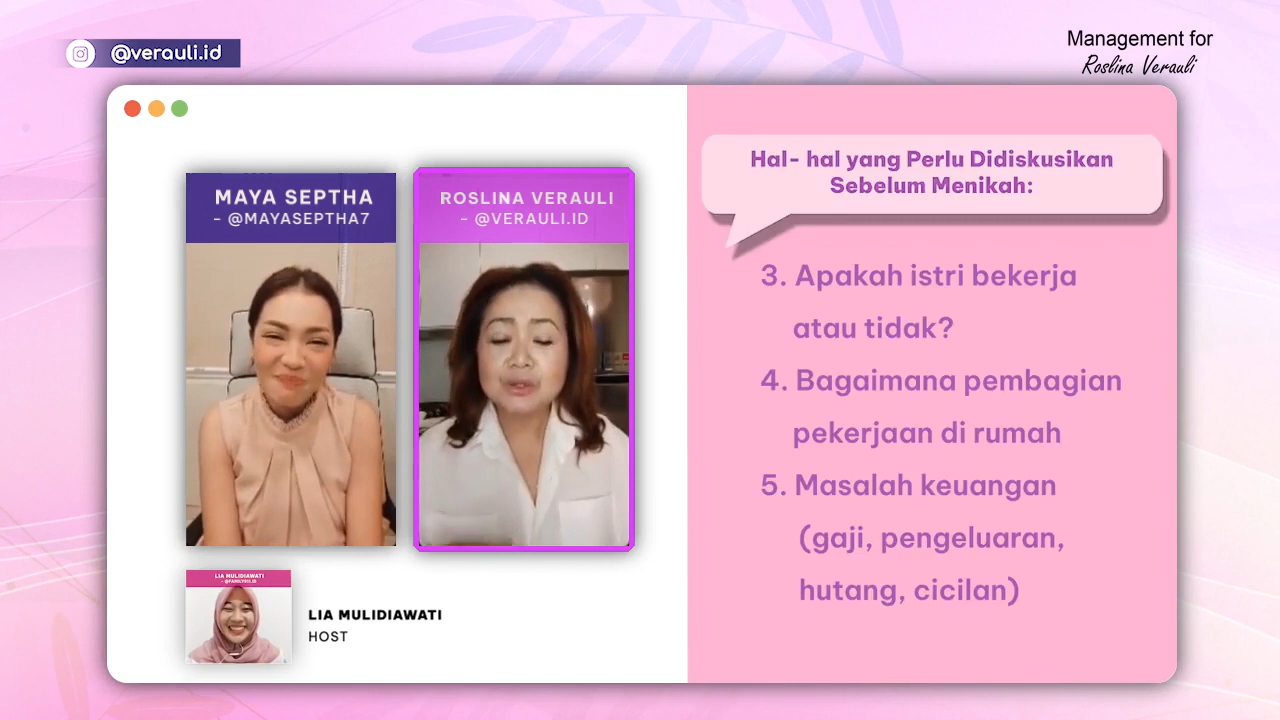 @verauli.id
Management for
Roslina Verauli
MAYA SEPTHA
- @MAYASEPTHA7
ROSLINA VERAULI
- @VERAULI.ID
LIA MULIDIAWATI
- @FAMILYDIS.ID
LIA MULIDIAWATI
HOST
Hal- hal yang Perlu Didiskusikan
Sebelum Menikah:
3. Apakah istri bekerja
atau tidak?
4. Bagaimana pembagian
pekerjaan di rumah
5. Masalah keuangan
(gaji, pengeluaran,
hutang, cicilan)